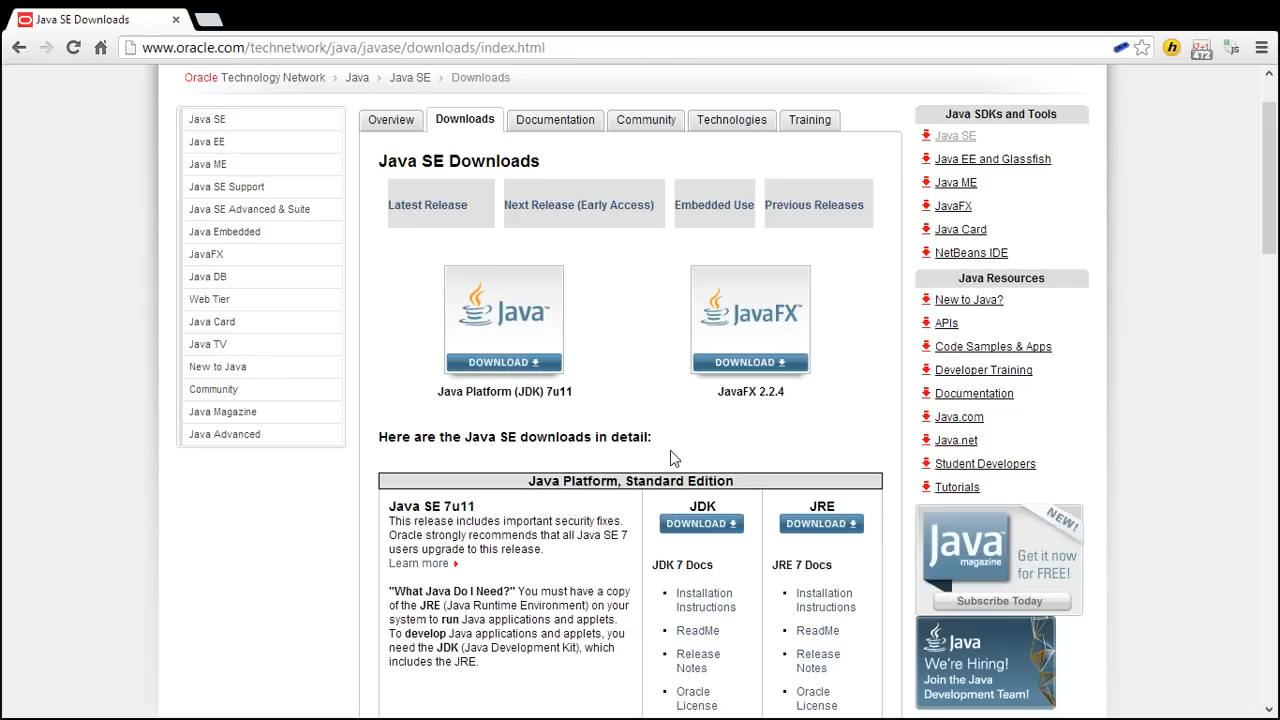 Java SE Downloads
www.oracle.com/technetwork/java/javase/downloads/index.html
Oracle Technology Network
Java
Java SE
Downloads
Java SE
Java EE
Java ME
Java SE Support
Java SE Advanced & Suite
Java Embedded
JavaFX
Java DB
Web Tier
Java Card
Java TV
New to Java
Community
Java Magazine
Java Advanced
Overview
Downloads
Documentation
Community
Technologies
Training
Java SE Downloads
Latest Release
Next Release (Early Access)
Embedded Use
Previous Releases
Java™
DOWNLOAD
Java Platform (JDK) 7u11
JavaFX™
DOWNLOAD
JavaFX 2.2.4
Here are the Java SE downloads in detail:
Java Platform, Standard Edition
Java SE 7u11
This release includes important security fixes.
Oracle strongly recommends that all Java SE 7
users upgrade to this release.
Learn more
"What Java Do I Need?" You must have a copy
of the JRE (Java Runtime Environment) on your
system to run Java applications and applets.
To develop Java applications and applets, you
need the JDK (Java Development Kit), which
includes the JRE.
JDK
DOWNLOAD
JDK 7 Docs
Installation
Instructions
ReadMe
Release
Notes
Oracle
License
JRE
DOWNLOAD
JRE 7 Docs
Installation
Instructions
ReadMe
Release
Notes
Oracle
License
Java SDKs and Tools
Java SE
Java EE and Glassfish
Java ME
JavaFX
Java Card
NetBeans IDE
Java Resources
New to Java?
APIs
Code Samples & Apps
Developer Training
Documentation
Java.com
Java.net
Student Developers
Tutorials
NEW!
Java
magazine
Get it now
for FREE!
Subscribe Today
Java
We're Hiring!
Join the Java
Development Team!